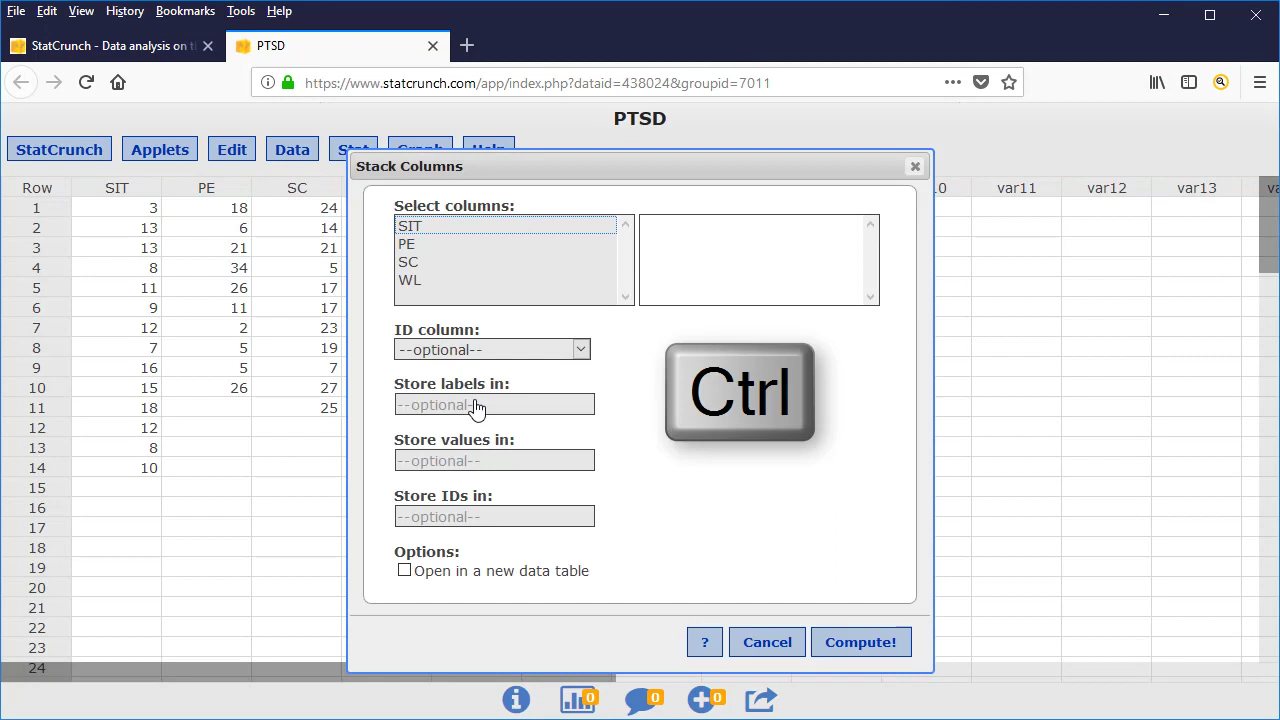 File Edit View History Bookmarks Tools Help
StatCrunch - Data analysis on t
PTSD
https://www.statcrunch.com/app/index.php?dataid=438024&groupid=7011
PTSD
StatCrunch Applets Edit Data Stat Graph Help
Stack Columns
Row SIT PE SC 10 var11 var12 var13 va
1 3 18 24
2 13 6 14
3 13 21 21
4 8 34 5
5 11 26 17
6 9 11 17
7 12 2 23
8 7 5 19
9 16 5 7
10 15 26 27
11 18 25
12 12
13 8
14 10
15
16
17
18
19
20
21
22
23
24
Select columns:
SIT
PE
SC
WL
ID column:
--optional--
Store labels in:
--optional--
Store values in:
--optional--
Store IDs in:
--optional--
Options:
Open in a new data table
? Cancel Compute!
Ctrl
0 0 0